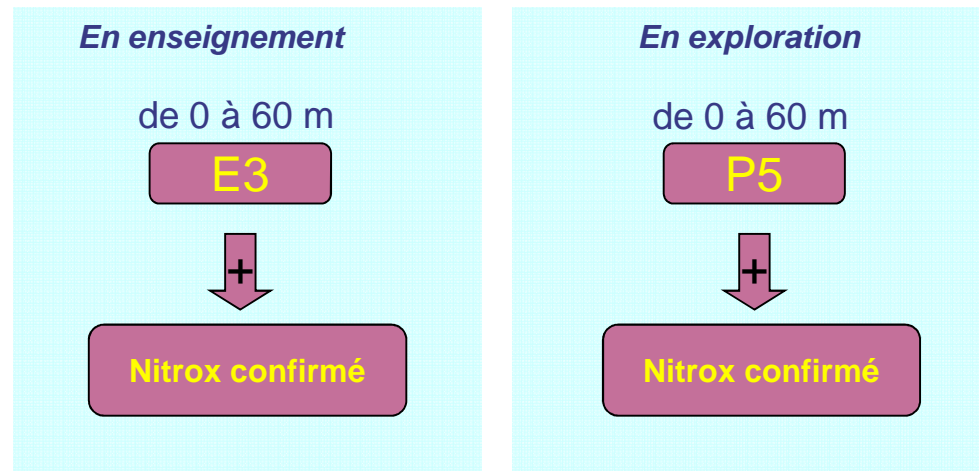 En enseignement
de 0 à 60 m
E3
+
Nitrox confirmé
En exploration
de 0 à 60 m
P5
+
Nitrox confirmé